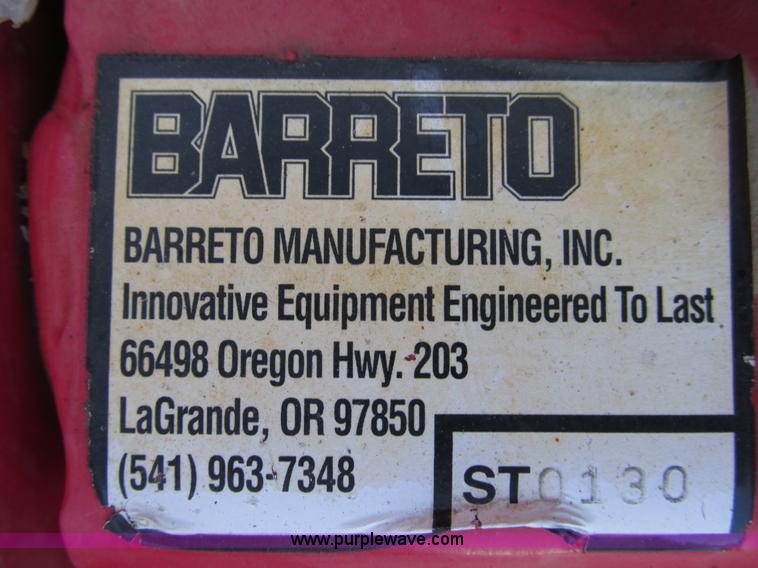 BARRETO
BARRETO MANUFACTURING, INC.
Innovative Equipment Engineered To Last
66498 Oregon Hwy. 203
LaGrande, OR 97850
(541) 963-7348
ST0130
www.purplewave.com